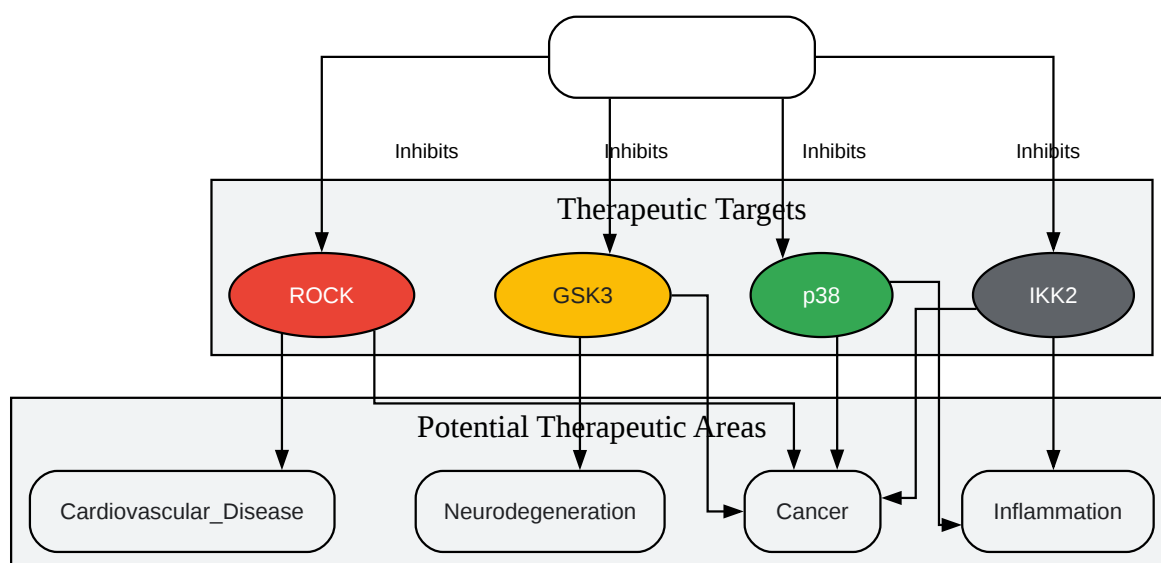 Inhibits
Inhibits
Inhibits
Inhibits
Therapeutic Targets
ROCK
GSK3
p38
IKK2
Potential Therapeutic Areas
Cardiovascular_Disease
Neurodegeneration
Cancer
Inflammation